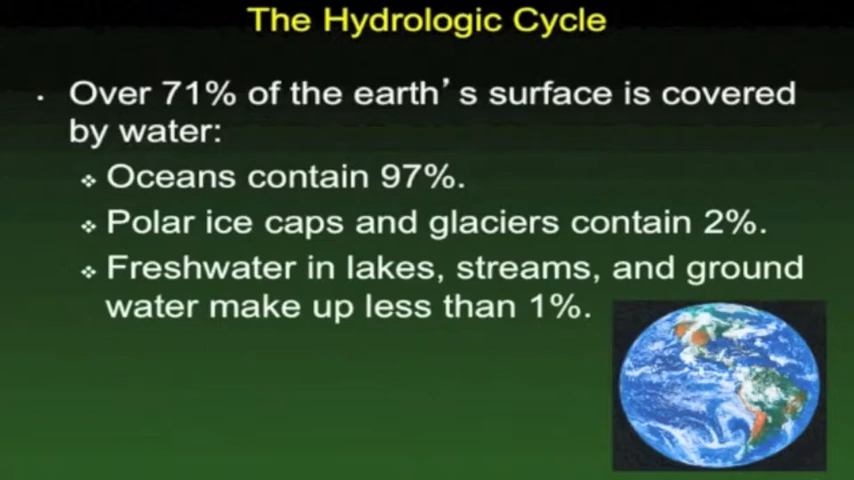 The Hydrologic Cycle
· Over 71% of the earth's surface is covered
by water:
❖ Oceans contain 97%.
❖ Polar ice caps and glaciers contain 2%.
❖ Freshwater in lakes, streams, and ground
water make up less than 1%.